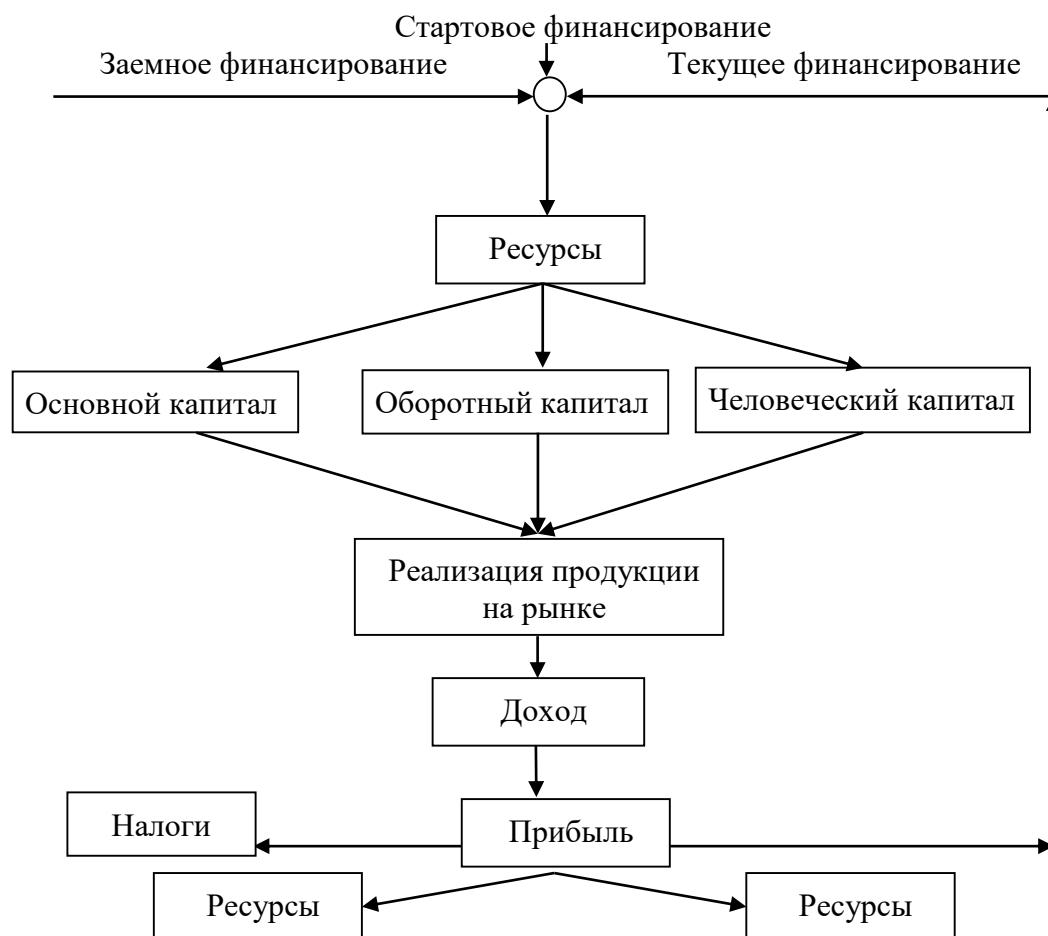 Стартовое финансирование
Заемное финансирование
Текущее финансирование
Ресурсы
Основной капитал
Оборотный капитал
Человеческий капитал
Реализация продукции
на рынке
Доход
Налоги
Прибыль
Ресурсы
Ресурсы